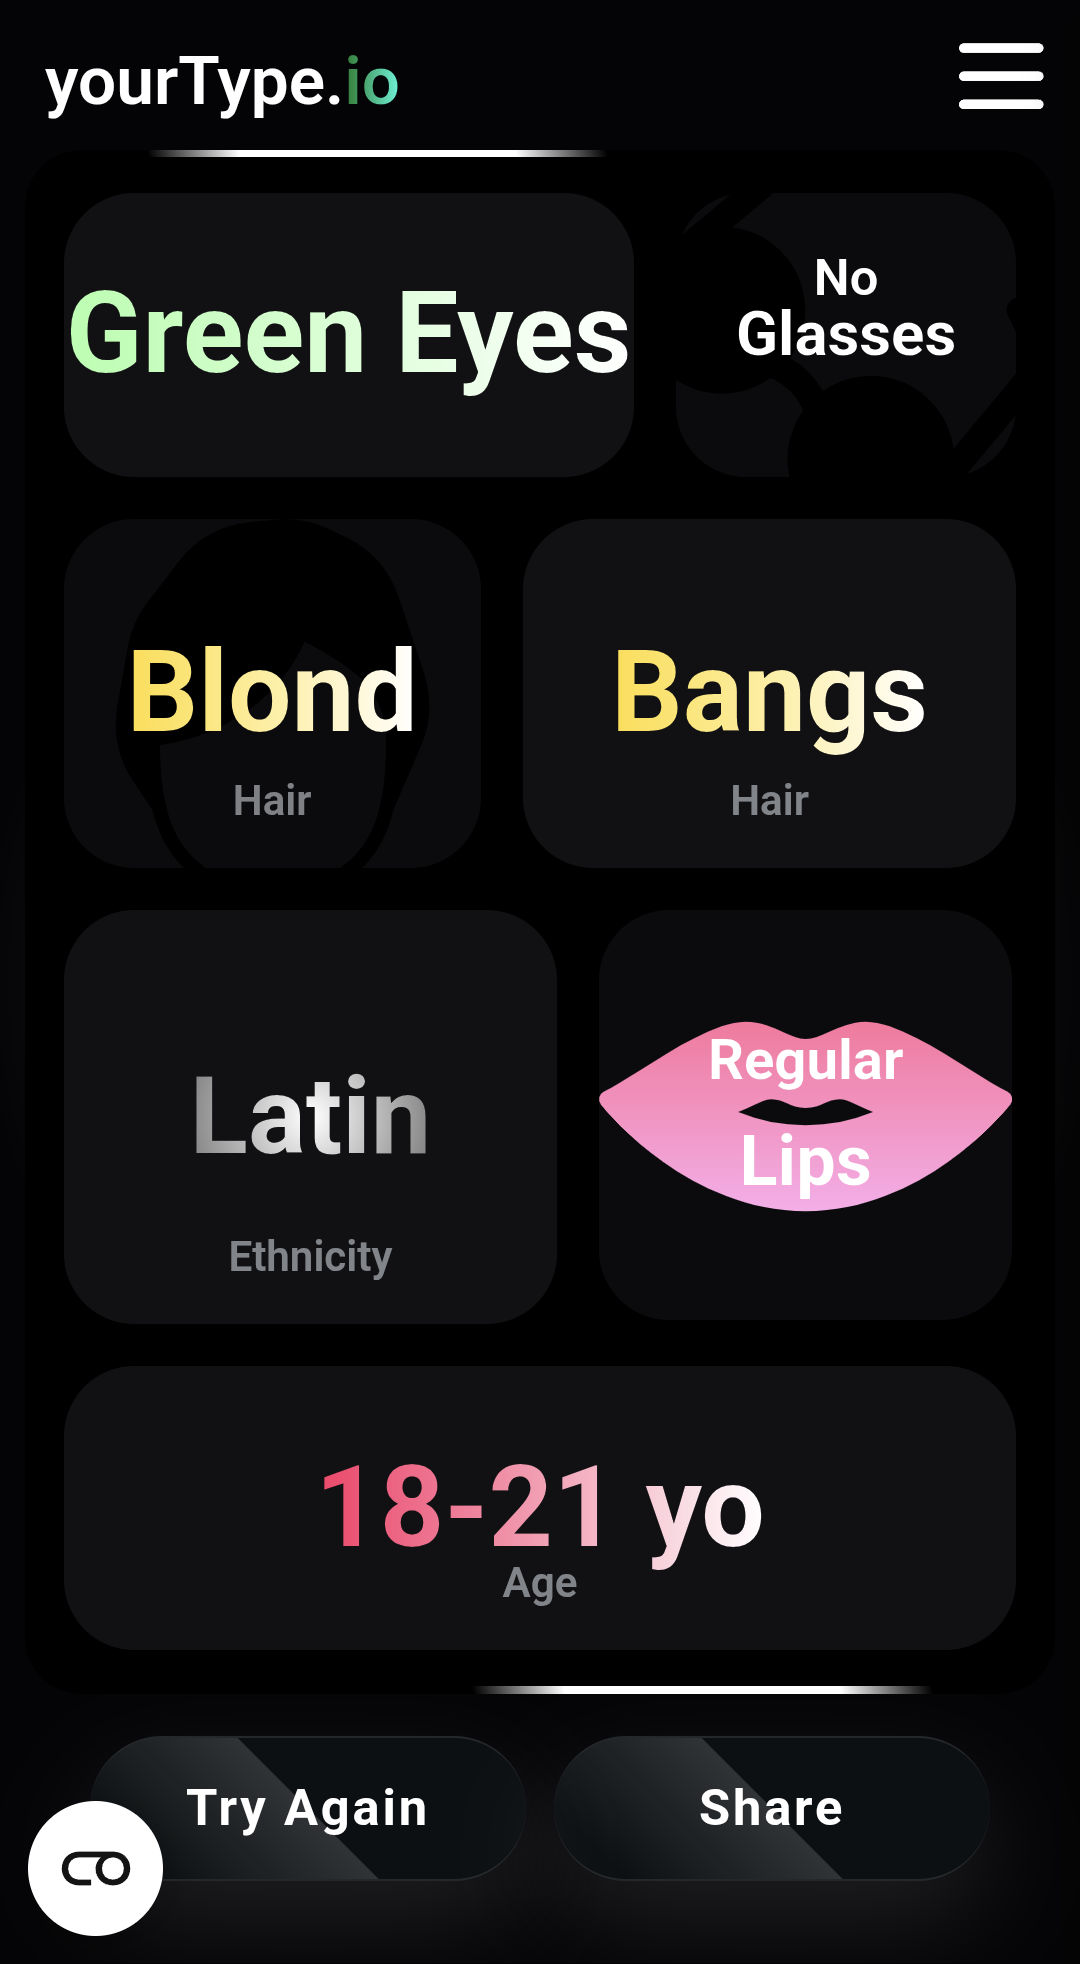 yourType.io
Green Eyes
No
Glasses
Blond
Hair
Bangs
Hair
Latin
Ethnicity
Regular
Lips
18-21 yo
Age
Try Again
Share